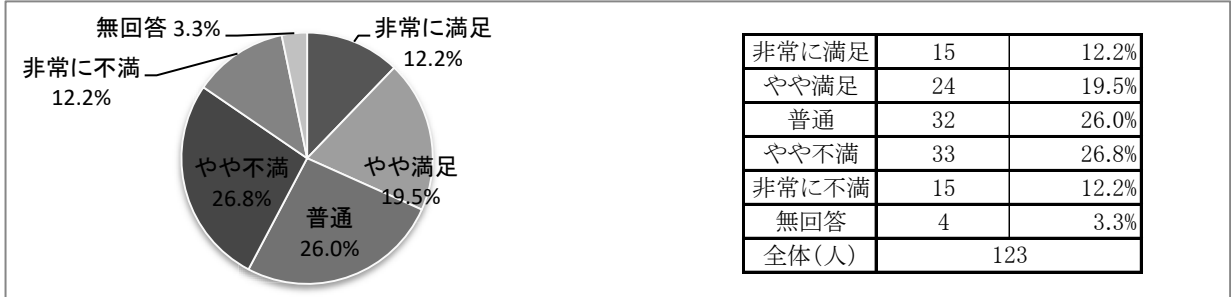 無回答 3.3%
非常に満足
12.2%
非常に不満
12.2%
やや満足
19.5%
やや不満
26.8%
普通
26.0%
非常に満足 15 12.2%
やや満足 24 19.5%
普通 32 26.0%
やや不満 33 26.8%
非常に不満 15 12.2%
無回答 4 3.3%
全体(人) 123